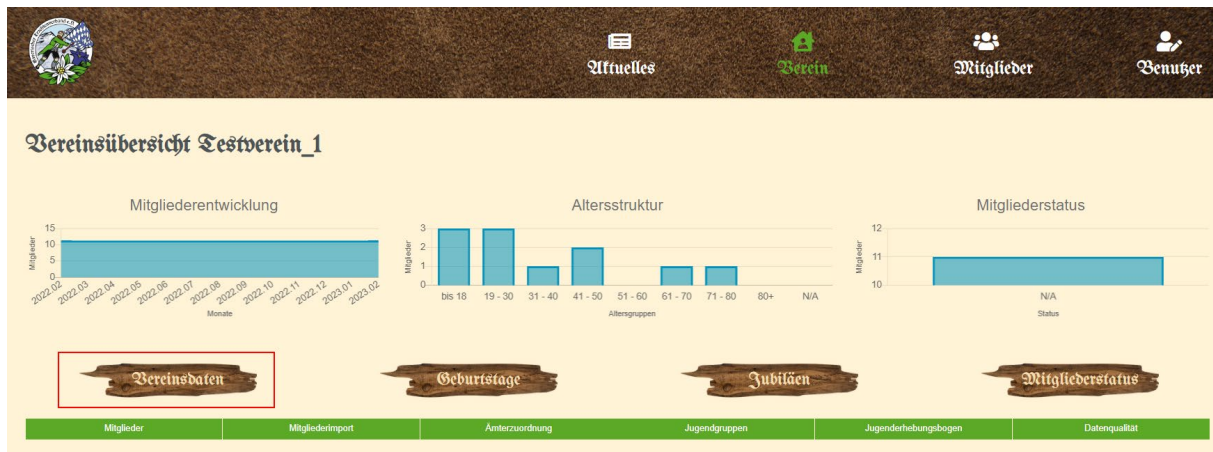 Aktuelles
Verein
Mitglieder
Benutzer
Vereinsübersicht Testverein_1
Mitgliederentwicklung
Mitglieder
15
10
5
0
2022.02 2022.03 2022.04 2022.05 2022.06 2022.07 2022.08 2022.09 2022.10 2022.11 2022.12 2023.01 2023.02
Monate
Altersstruktur
Mitglieder
3
2
1
0
bis 18 19 - 30 31 - 40 41 - 50 51 - 60 61 - 70 71 - 80 80+ N/A
Altersgruppen
Mitgliederstatus
Mitglieder
12
11
10
N/A
Status
Vereinsdaten
Geburtstage
Jubiläen
Mitgliederstatus
Mitglieder Mitgliederimport Ämterzuordnung Jugendgruppen Jugenderhebungsbogen Datenqualität